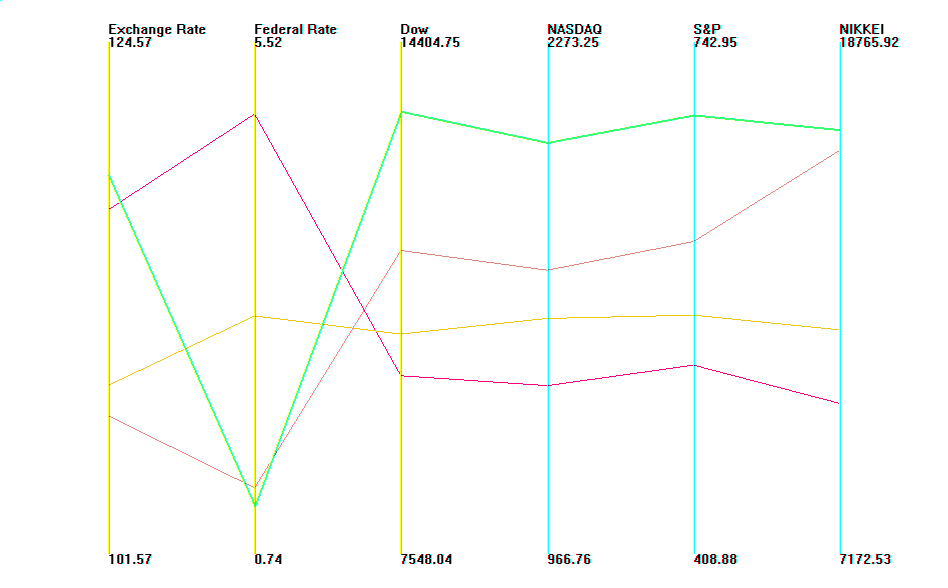 Exchange Rate Federal Rate Dow NASDAQ S&P NIKKEI
124.57 5.52 14404.75 2273.25 742.95 18765.92
101.57 0.74 7548.04 966.76 408.88 7172.53